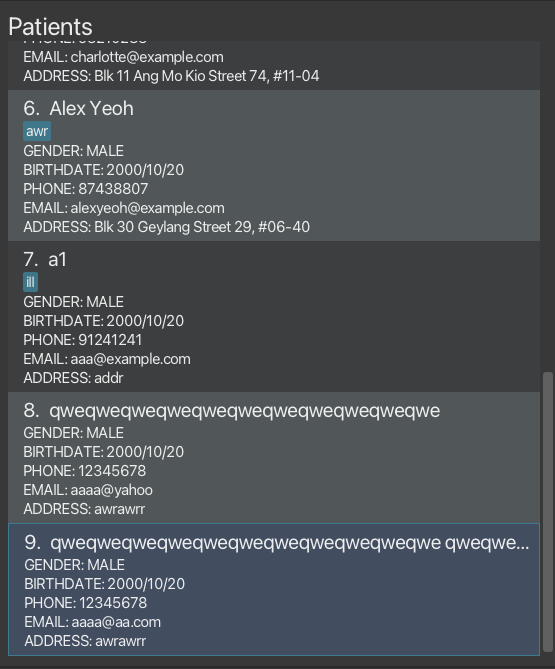 Patients
EMAIL: charlotte@example.com
ADDRESS: Blk 11 Ang Mo Kio Street 74, #11-04
6. Alex Yeoh
awr
GENDER: MALE
BIRTHDATE: 2000/10/20
PHONE: 87438807
EMAIL: alexyeoh@example.com
ADDRESS: Blk 30 Geylang Street 29, #06-40
7. a1
ill
GENDER: MALE
BIRTHDATE: 2000/10/20
PHONE: 91241241
EMAIL: aaa@example.com
ADDRESS: addr
8. qweqweqweqweqweqweqweqweqweqweqwe
GENDER: MALE
BIRTHDATE: 2000/10/20
PHONE: 12345678
EMAIL: aaaa@yahoo
ADDRESS: awrawrr
9. qweqweqweqweqweqweqweqweqweqweqwe qweqwe...
GENDER: MALE
BIRTHDATE: 2000/10/20
PHONE: 12345678
EMAIL: aaaa@aa.com
ADDRESS: awrawrr